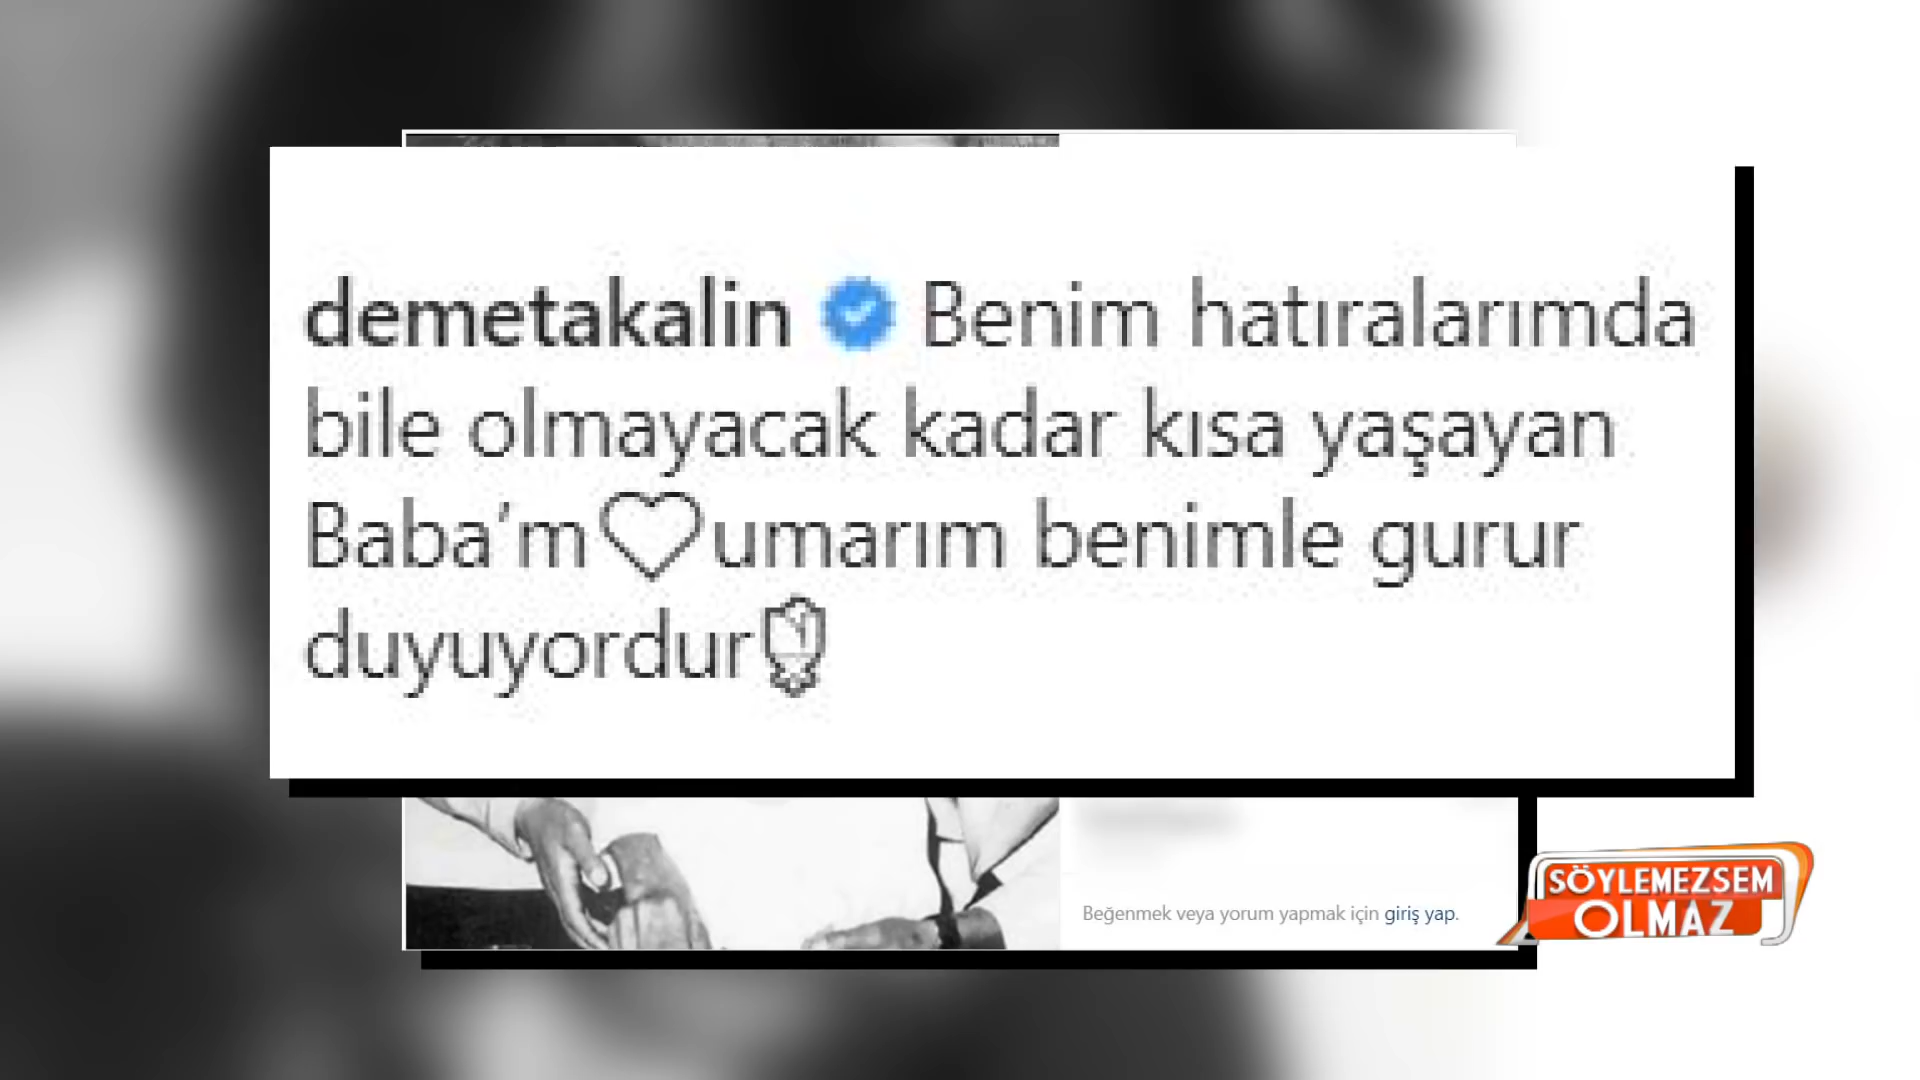 demetakalin Benim hatıralarımda
bile olmayacak kadar kısa yaşayan
Baba’m♡umarım benimle gurur
duyuyordur🌹
Beğenmek veya yorum yapmak için giriş yap.
SÖYLEMEZSEM
OLMAZ